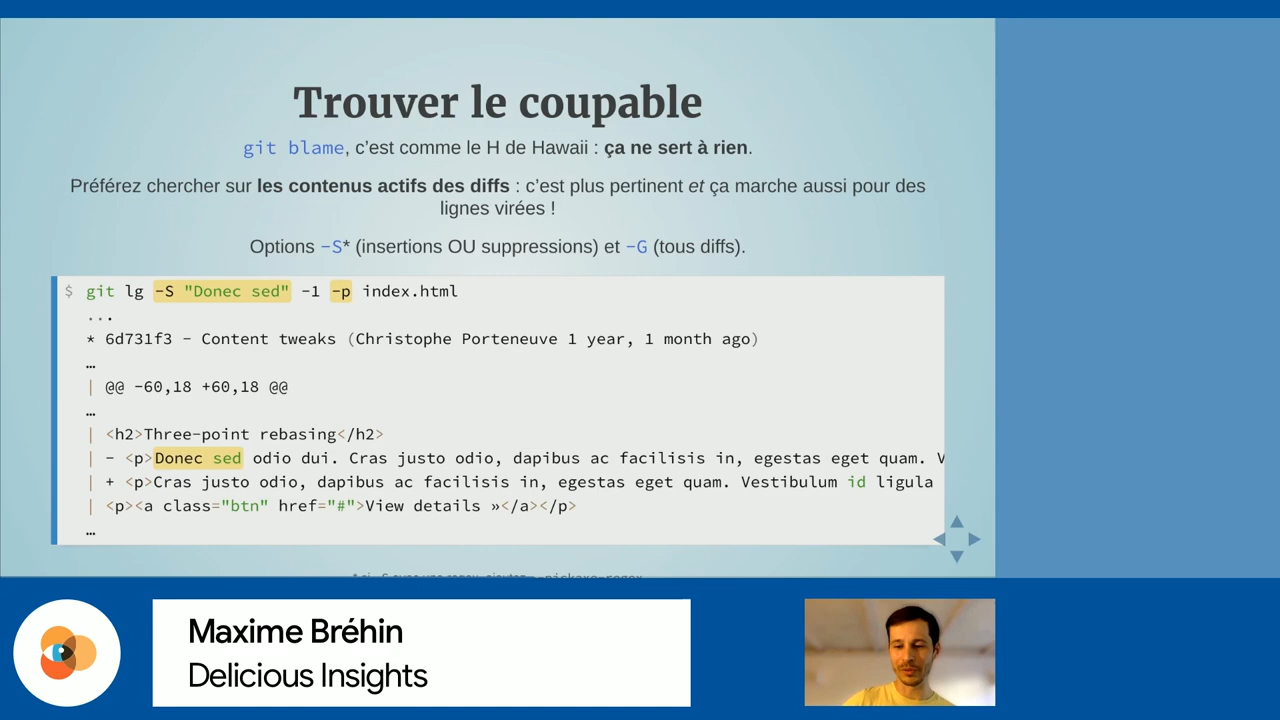 Trouver le coupable
git blame, c'est comme le H de Hawaii : ça ne sert à rien.
Préférez chercher sur les contenus actifs des diffs : c'est plus pertinent et ça marche aussi pour des
lignes virées !
Options -S* (insertions OU suppressions) et -G (tous diffs).
$ git lg -S "Donec sed" -1 -p index.html
...
* 6d731f3 - Content tweaks (Christophe Porteneuve 1 year, 1 month ago)
…
| @@ -60,18 +60,18 @@
…
| <h2>Three-point rebasing</h2>
| - <p>Donec sed odio dui. Cras justo odio, dapibus ac facilisis in, egestas eget quam. V
| + <p>Cras justo odio, dapibus ac facilisis in, egestas eget quam. Vestibulum id ligula
| <p><a class="btn" href="#">View details »</a></p>
…
Maxime Bréhin
Delicious Insights